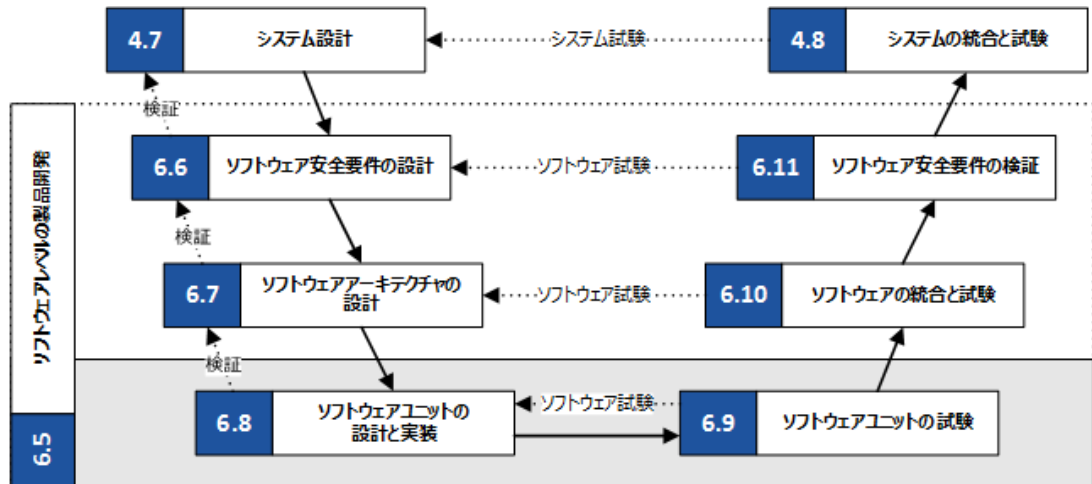 4.7
システム設計
システム試験
4.8
システムの統合と試験
検証
6.6
ソフトウェア安全要件の設計
ソフトウェア試験
6.11
ソフトウェア安全要件の検証
検証
6.7
ソフトウェアアーキテクチャの
設計
ソフトウェア試験
6.10
ソフトウェアの統合と試験
検証
6.8
ソフトウェアユニットの
設計と実装
ソフトウェア試験
6.9
ソフトウェアユニットの試験
ソフトウェアレベルの製品開発
6.5